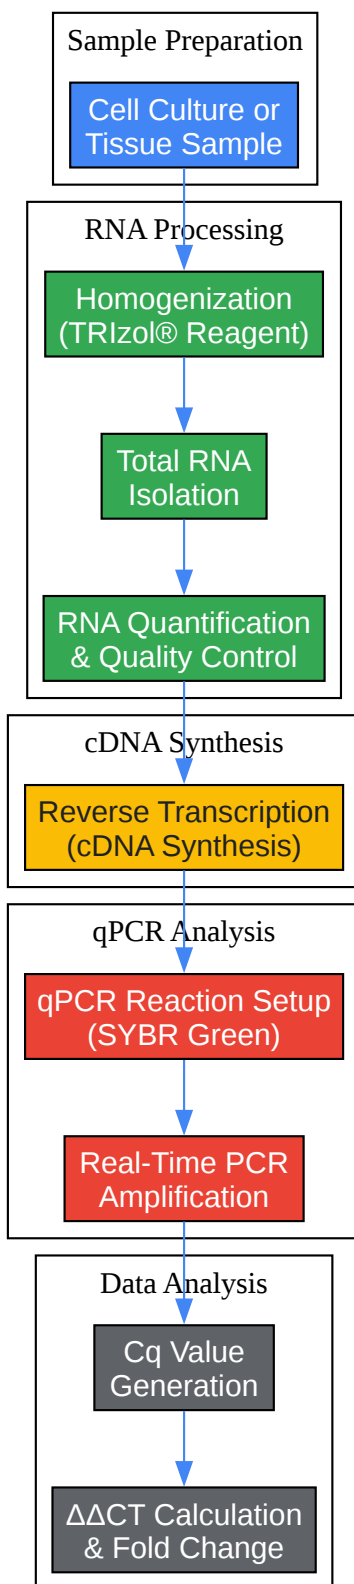 Sample Preparation
Cell Culture or
Tissue Sample
RNA Processing
Homogenization
(TRIzol® Reagent)
Total RNA
Isolation
RNA Quantification
& Quality Control
cDNA Synthesis
Reverse Transcription
(cDNA Synthesis)
qPCR Analysis
qPCR Reaction Setup
(SYBR Green)
Real-Time PCR
Amplification
Data Analysis
Cq Value
Generation
ΔΔCT Calculation
& Fold Change